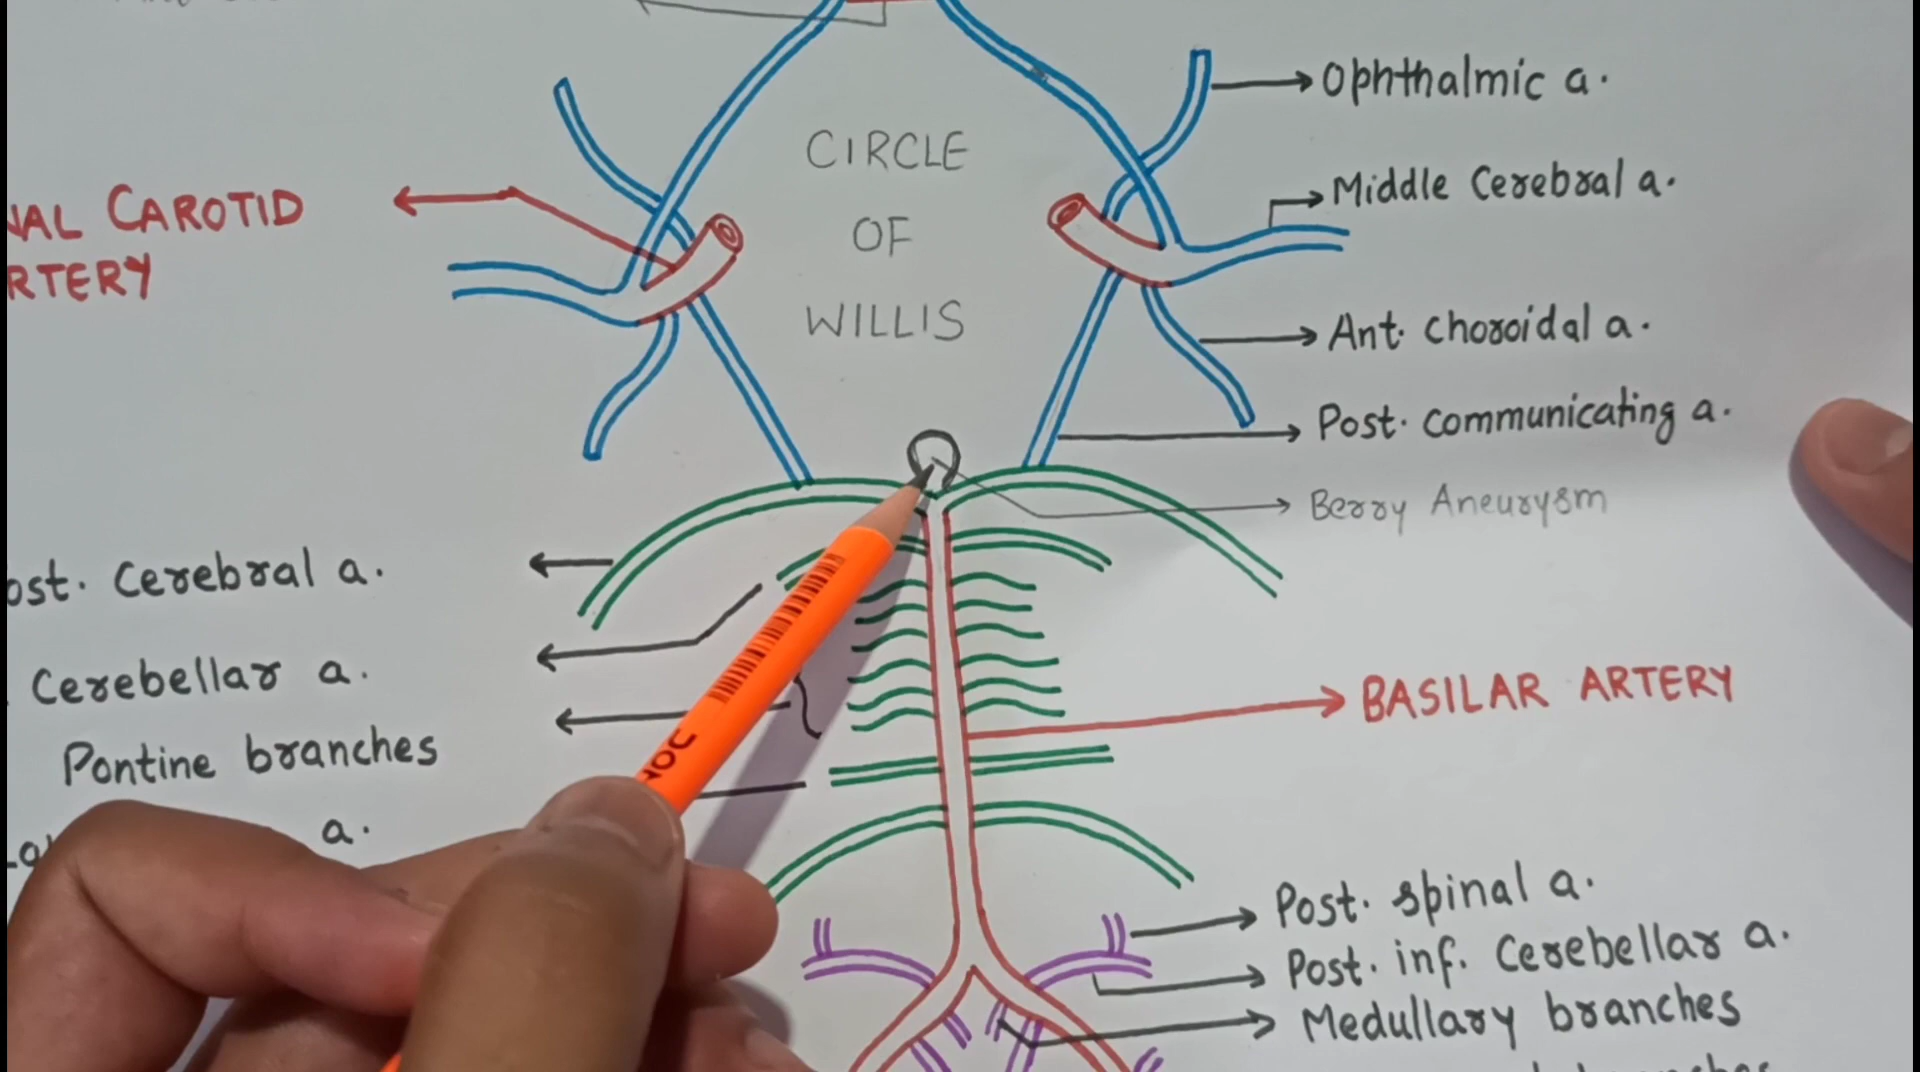 Ophthalmic a.
CIRCLE
OF
WILLIS
Middle Cerebral a.
NAL CAROTID
RTERY
Ant. Choroidal a.
Post. communicating a.
Berry Aneurysm
ost. Cerebral a.
Cerebellar a.
BASILAR ARTERY
Pontine branches
a.
Post. spinal a.
Post. inf. Cerebellar a.
Medullary branches